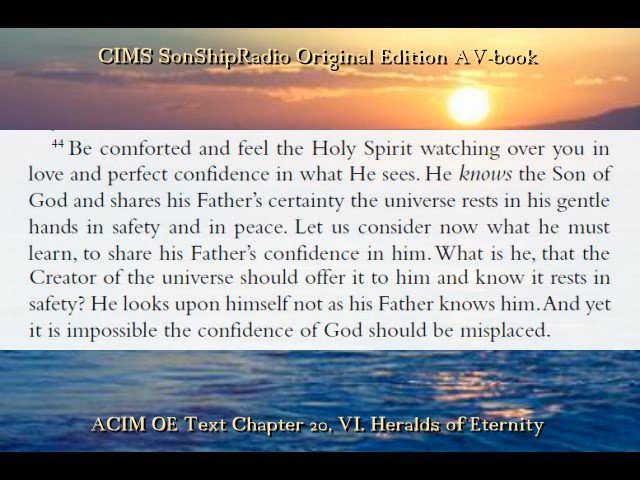 CIMS SonShipRadio Original Edition AV-book
44 Be comforted and feel the Holy Spirit watching over you in
love and perfect confidence in what He sees. He knows the Son of
God and shares his Father's certainty the universe rests in his gentle
hands in safety and in peace. Let us consider now what he must
learn, to share his Father's confidence in him. What is he, that the
Creator of the universe should offer it to him and know it rests in
safety? He looks upon himself not as his Father knows him. And yet
it is impossible the confidence of God should be misplaced.
ACIM OE Text Chapter 20, VI. Heralds of Eternity